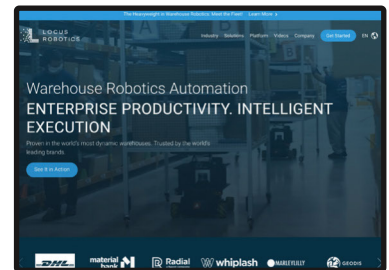 The Heavyweight in Warehouse Robotics. Meet the Fleet! Learn More
LOCUS
ROBOTICS
Industry Solutions Platform Videos Company Get Started EN
Warehouse Robotics Automation
ENTERPRISE PRODUCTIVITY. INTELLIGENT
EXECUTION
Proven in the world's most dynamic warehouses. Trusted by the world's
leading brands.
See It in Action
DHL material bank Radial whiplash MARLEYLILLY GEODIS